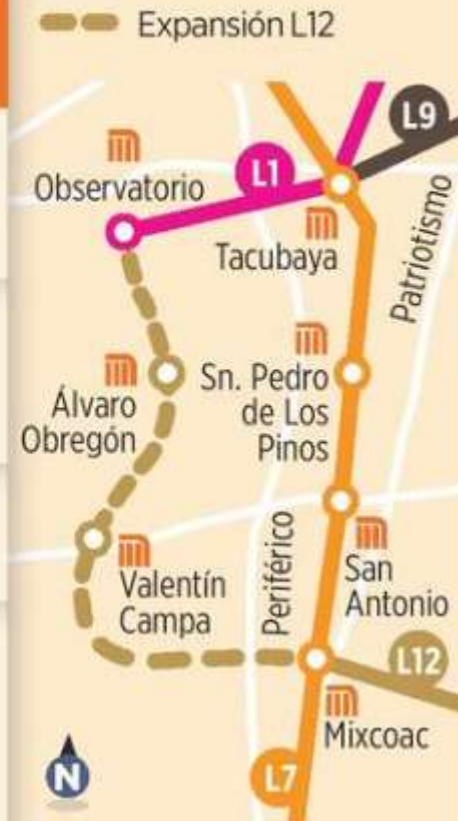 Expansión L12
L9
L1
Observatorio
Tacubaya
Patriotismo
Sn. Pedro
de Los
Pinos
Álvaro
Obregón
Periférico
San
Antonio
Valentín
Campa
L12
Mixcoac
N
L7